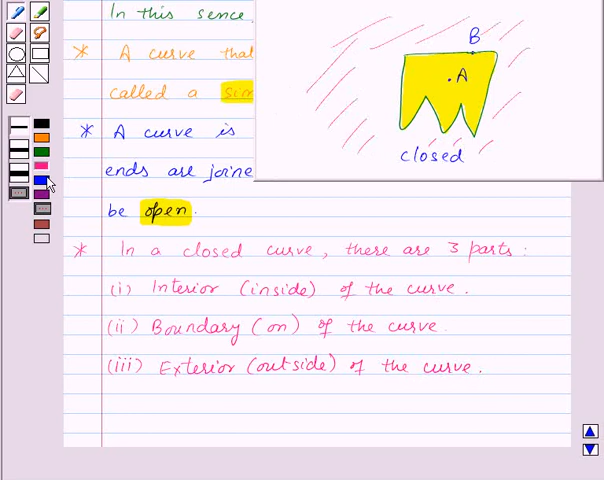 In this sence,
* A curve that
called a sim
* A curve is
ends are joine
be open.
* In a closed curve, there are 3 parts:
(i) Interior (inside) of the curve.
(ii) Boundary (on) of the curve.
(iii) Exterior (outside) of the curve.
B
.A
closed